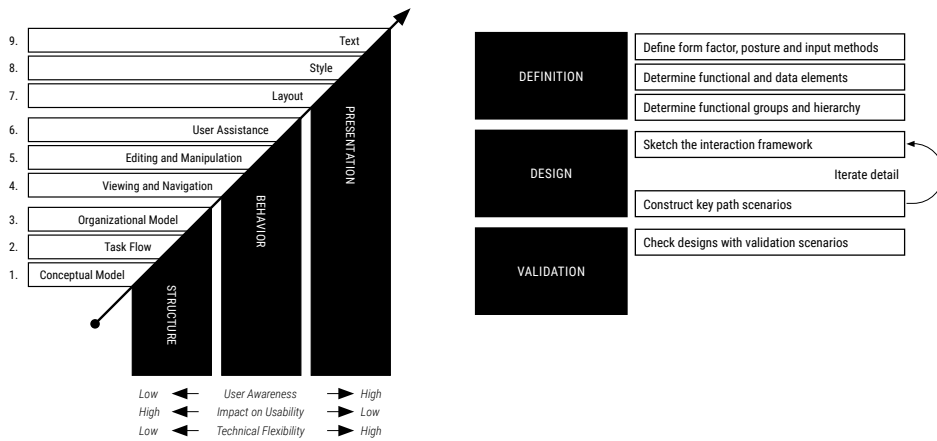 9. Text
8. Style
7. Layout
6. User Assistance
5. Editing and Manipulation
4. Viewing and Navigation
3. Organizational Model
2. Task Flow
1. Conceptual Model
STRUCTURE
BEHAVIOR
PRESENTATION
Low User Awareness High
High Impact on Usability Low
Low Technical Flexibility High
DEFINITION
Define form factor, posture and input methods
Determine functional and data elements
Determine functional groups and hierarchy
DESIGN
Sketch the interaction framework
Iterate detail
Construct key path scenarios
VALIDATION
Check designs with validation scenarios